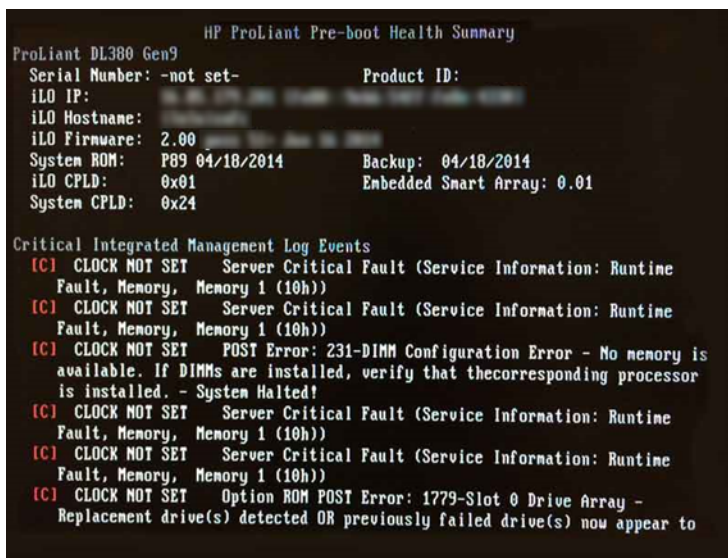 HP ProLiant Pre-boot Health Summary
ProLiant DL380 Gen9
Serial Number: -not set- Product ID:
iLO IP:
iLO Hostname:
iLO Firmware: 2.00
System ROM: P89 04/18/2014 Backup: 04/18/2014
iLO CPLD: 0x01 Embedded Smart Array: 0.01
System CPLD: 0x24
Critical Integrated Management Log Events
[C] CLOCK NOT SET Server Critical Fault (Service Information: Runtime
Fault, Memory, Memory 1 (10h))
[C] CLOCK NOT SET Server Critical Fault (Service Information: Runtime
Fault, Memory, Memory 1 (10h))
[C] CLOCK NOT SET POST Error: 231-DIMM Configuration Error - No memory is
available. If DIMMs are installed, verify that thecorresponding processor
is installed. - System Halted!
[C] CLOCK NOT SET Server Critical Fault (Service Information: Runtime
Fault, Memory, Memory 1 (10h))
[C] CLOCK NOT SET Server Critical Fault (Service Information: Runtime
Fault, Memory, Memory 1 (10h))
[C] CLOCK NOT SET Option ROM POST Error: 1779-Slot 0 Drive Array -
Replacement drive(s) detected OR previously failed drive(s) now appear to